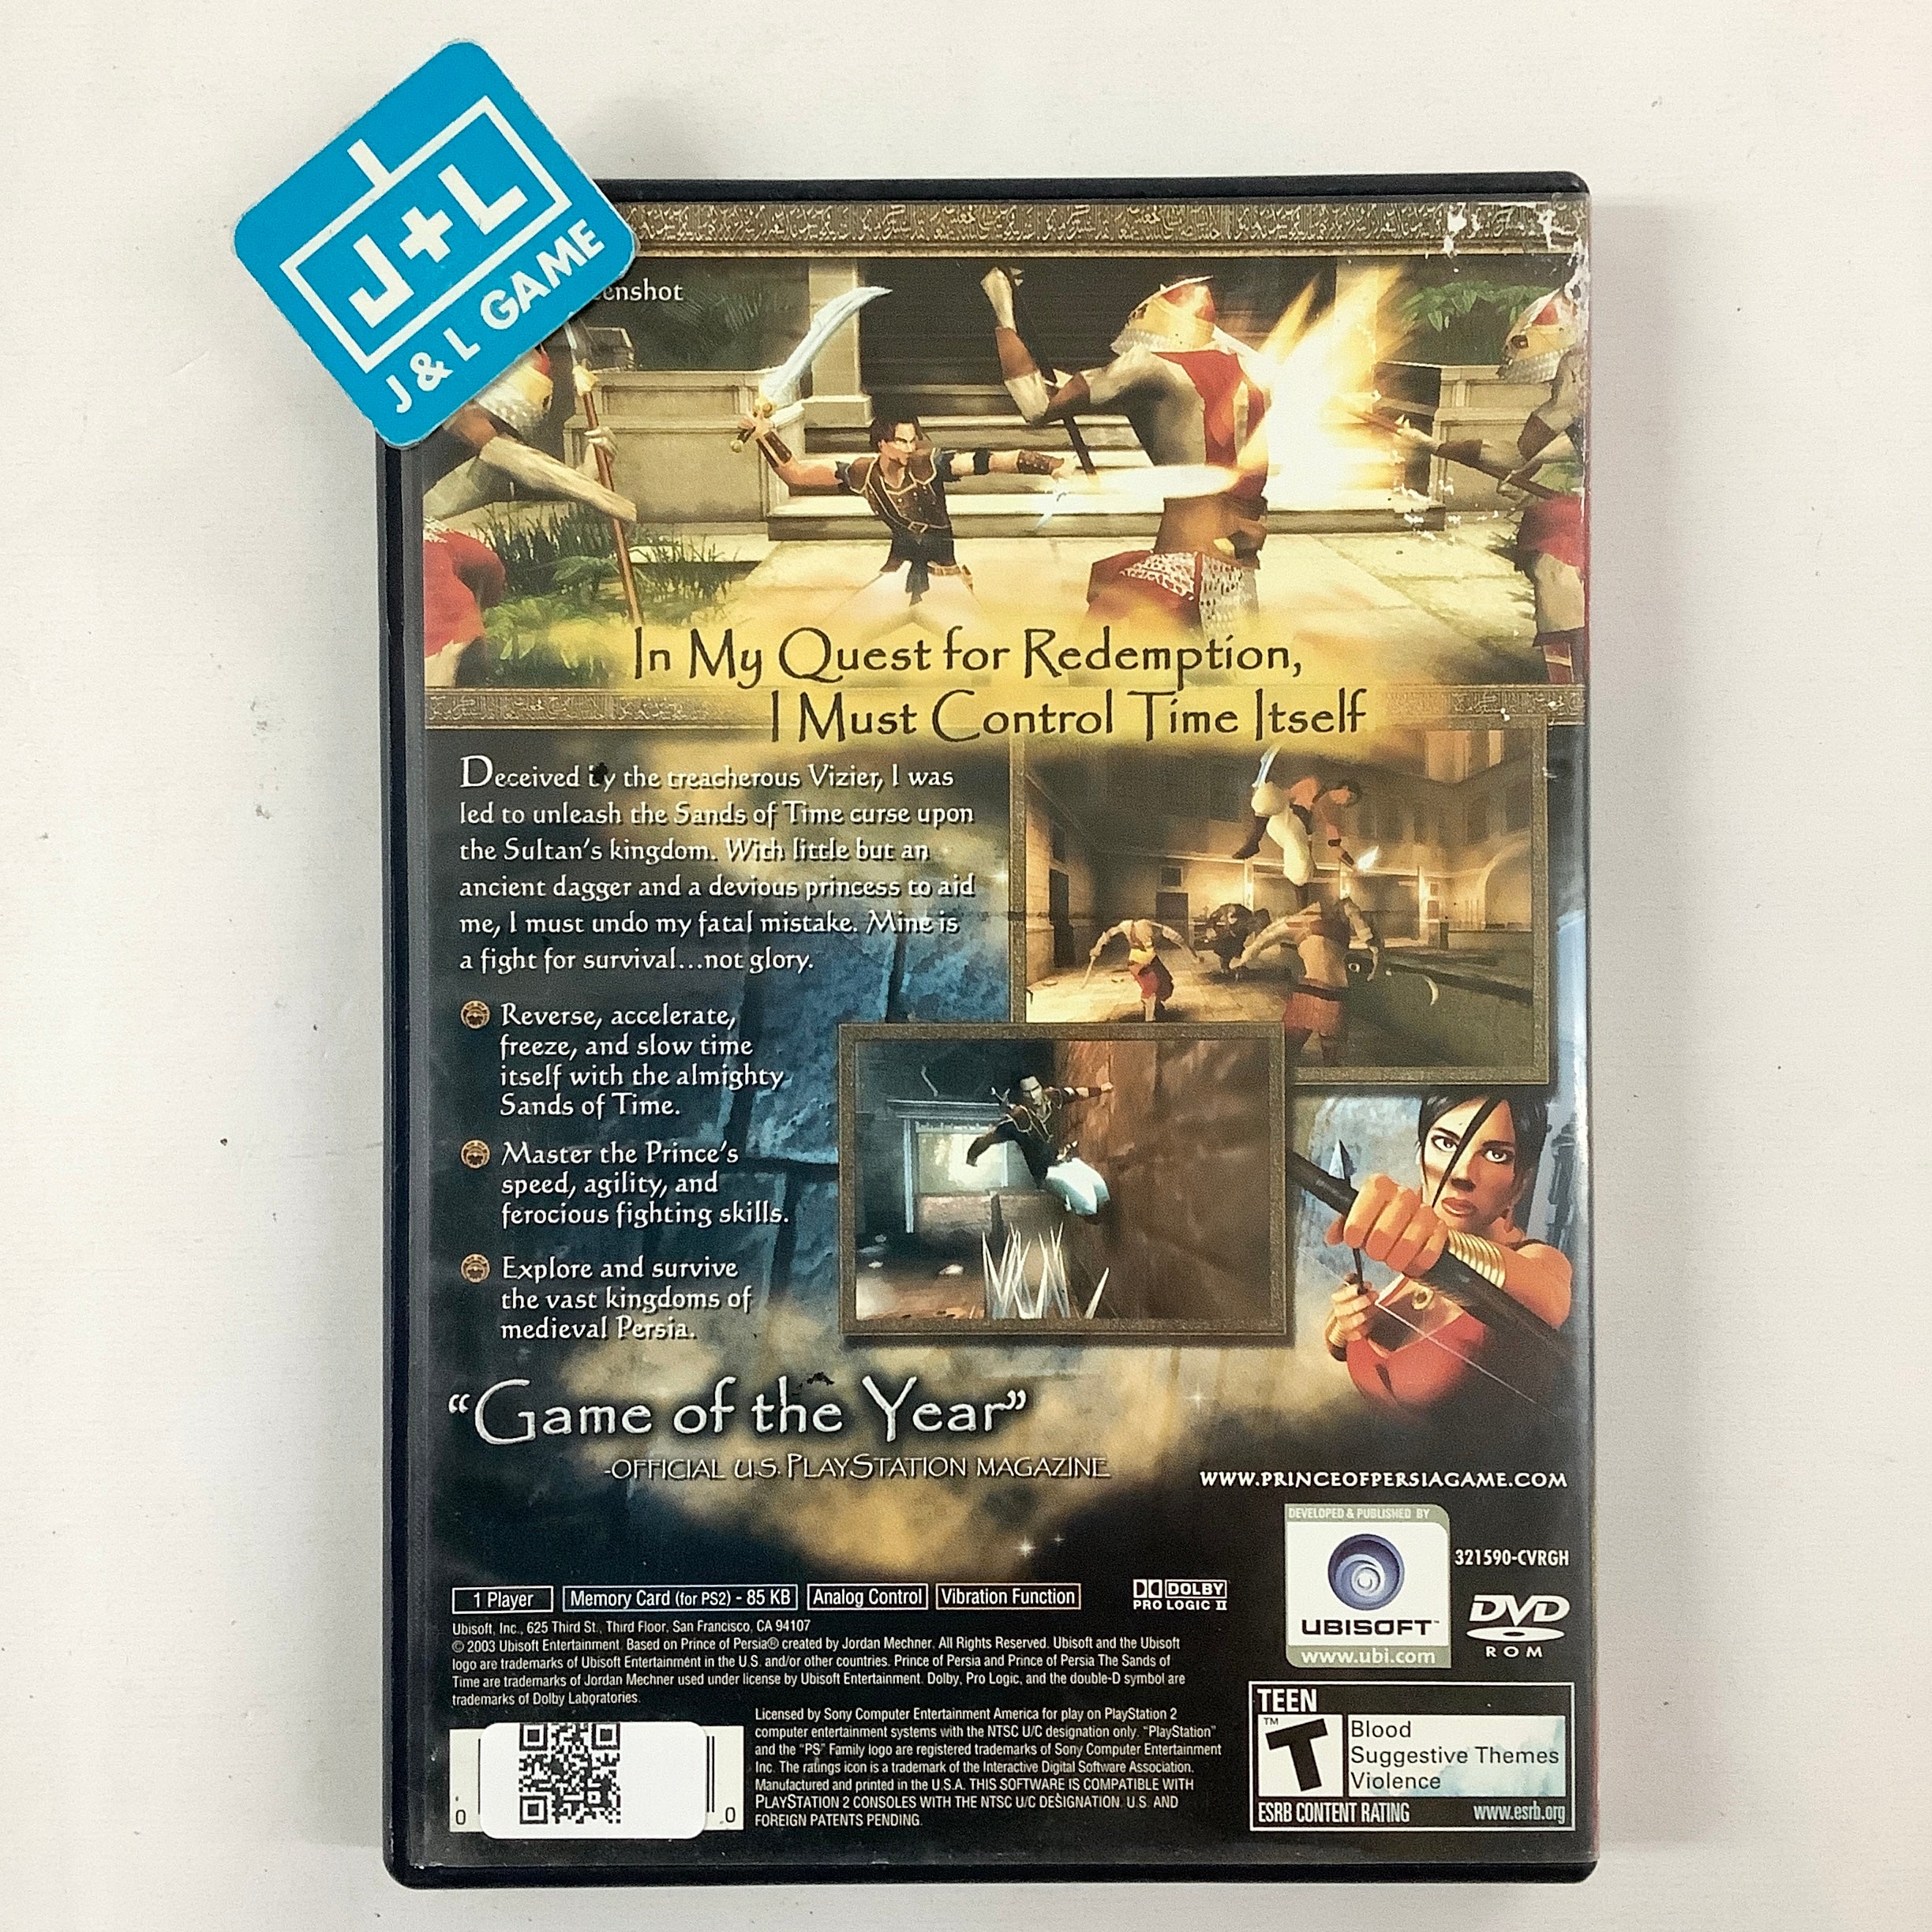 J+L
J & L GAME
enshot
In My Quest for Redemption,
I Must Control Time Itself
Deceived by the treacherous Vizier, I was
led to unleash the Sands of Time curse upon
the Sultan's kingdom. With little but an
ancient dagger and a devious princess to aid
me, I must undo my fatal mistake. Mine is
a fight for survival...not glory.
Reverse, accelerate,
freeze, and slow time
itself with the almighty
Sands of Time.
Master the Prince's
speed, agility, and
ferocious fighting skills.
Explore and survive
the vast kingdoms of
medieval Persia.
"Game of the Year"
-OFFICIAL U.S. PLAYSTATION MAGAZINE
WWW.PRINCEOFPERSIAGAME.COM
DEVELOPED & PUBLISHED BY
UBISOFT™
www.ubi.com
321590-CVRGH
DVD
ROM
1 Player
Memory Card (for PS2) - 85 KB
Analog Control
Vibration Function
DOLBY
PRO LOGIC II
Ubisoft, Inc., 625 Third St., Third Floor, San Francisco, CA 94107
© 2003 Ubisoft Entertainment. Based on Prince of Persia® created by Jordan Mechner. All Rights Reserved. Ubisoft and the Ubisoft
logo are trademarks of Ubisoft Entertainment in the U.S. and/or other countries. Prince of Persia and Prince of Persia The Sands of
Time are trademarks of Jordan Mechner used under license by Ubisoft Entertainment. Dolby, Pro Logic, and the double-D symbol are
trademarks of Dolby Laboratories.
Licensed by Sony Computer Entertainment America for play on PlayStation 2
computer entertainment systems with the NTSC U/C designation only. "PlayStation"
and the "PS" Family logo are registered trademarks of Sony Computer Entertainment
Inc. The ratings icon is a trademark of the Interactive Digital Software Association.
Manufactured and printed in the U.S.A. THIS SOFTWARE IS COMPATIBLE WITH
PLAYSTATION 2 CONSOLES WITH THE NTSC U/C DESIGNATION. U.S. AND
FOREIGN PATENTS PENDING.
0
0
TEEN
T
TM
Blood
Suggestive Themes
Violence
ESRB CONTENT RATING
www.esrb.org